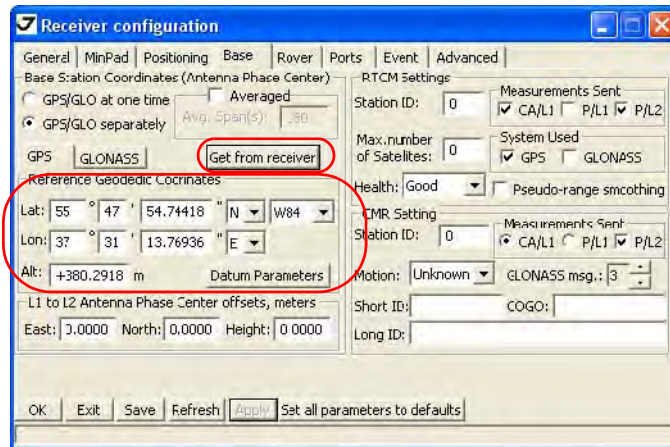 Receiver configuration
General MinPad Positioning Base Rover Ports Event Advanced
Base Station Coordinates (Antenna Phase Center)
GPS/GLO at one time
Averaged
GPS/GLO separately
Avg. Span(s): .30
GPS GLONASS Get from receiver
Reference Geodedic Cocrinates
Lat: 55 ° 47 ' 54.74418 " N W84
Lon: 37 ° 31 ' 13.76936 " E
Alt: +380.2918 m Datum Parameters
L1 to L2 Antenna Phase Center offsets, meters
East: 0.0000 North: 0.0000 Height: 0 0000
RTCM Settings
Station ID: 0
Measurements Sent
CA/L1 P/L1 P/L2
Max.number of Satelites: 0
System Used
GPS GLONASS
Health: Good Pseudo-range smcothing
CMR Setting
Station ID: 0
Measurements Sent
CA/L1 P/L1 P/L2
Motion: Unknown GLONASS msg.: 3
Short ID: COGO:
Long ID:
OK Exit Save Refresh Apply Set all parameters to defaults